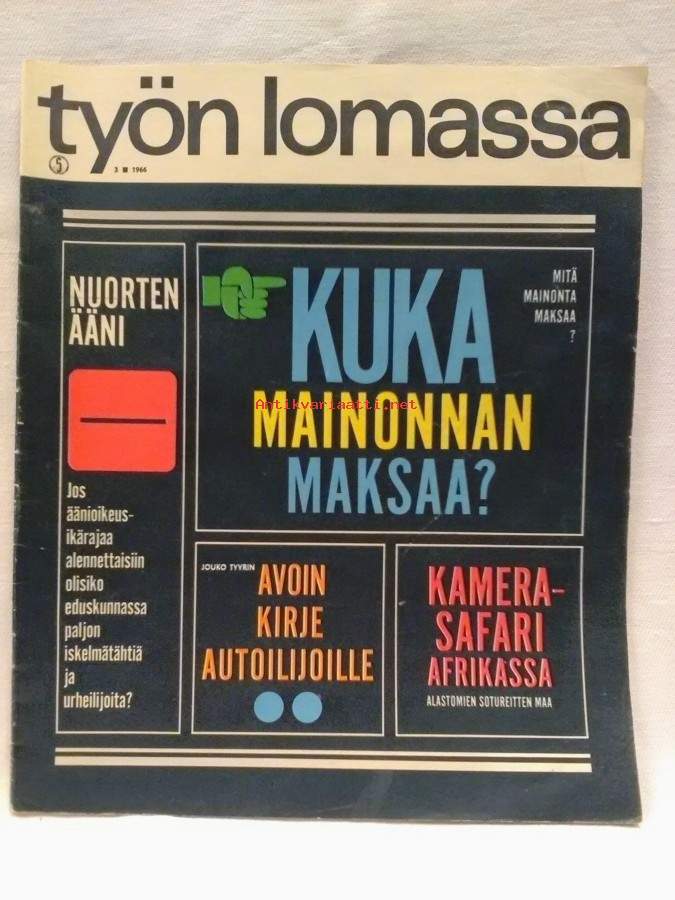 työn lomassa
5
3 ■ 1966
NUORTEN
ÄÄNI
Jos
äänioikeus-
ikärajaa
alennettaisiin
olisiko
eduskunnassa
paljon
iskelmätähtiä
ja
urheilijoita?
KUKA
MAINONNAN
MAKSAA?
MITÄ
MAINONTA
MAKSAA
?
Antikvariaatti.net
JOUKO TYYRIN
AVOIN
KIRJE
AUTOILIJOILLE
KAMERA-
SAFARI
AFRIKASSA
ALASTOMIEN SOTUREITTEN MAA